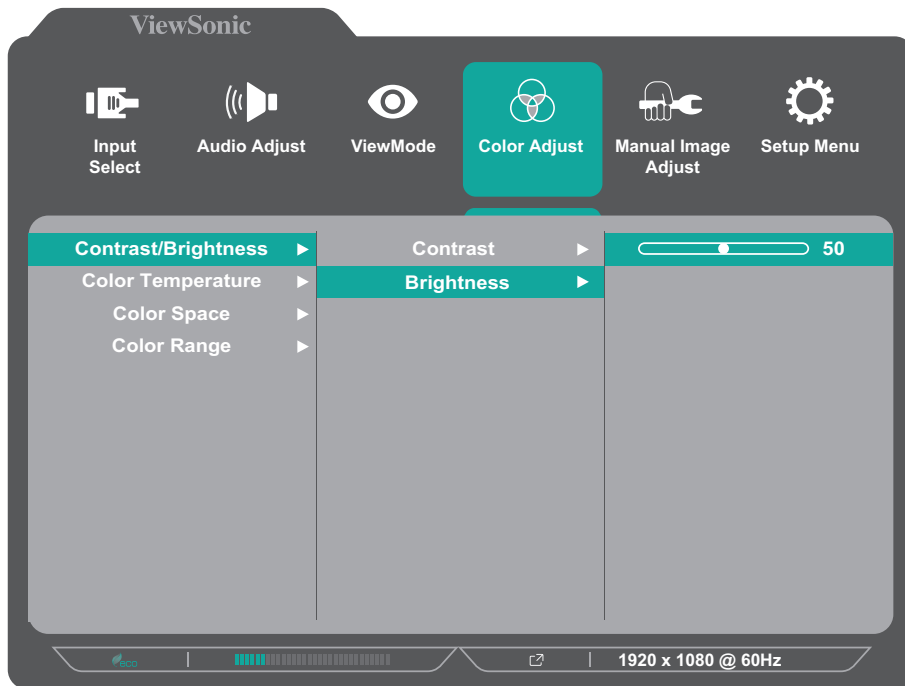 ViewSonic
Input
Select
Audio Adjust
ViewMode
Color Adjust
Manual Image
Adjust
Setup Menu
Contrast/Brightness
Contrast
50
Color Temperature
Brightness
Color Space
Color Range
eco
1920 x 1080 @ 60Hz